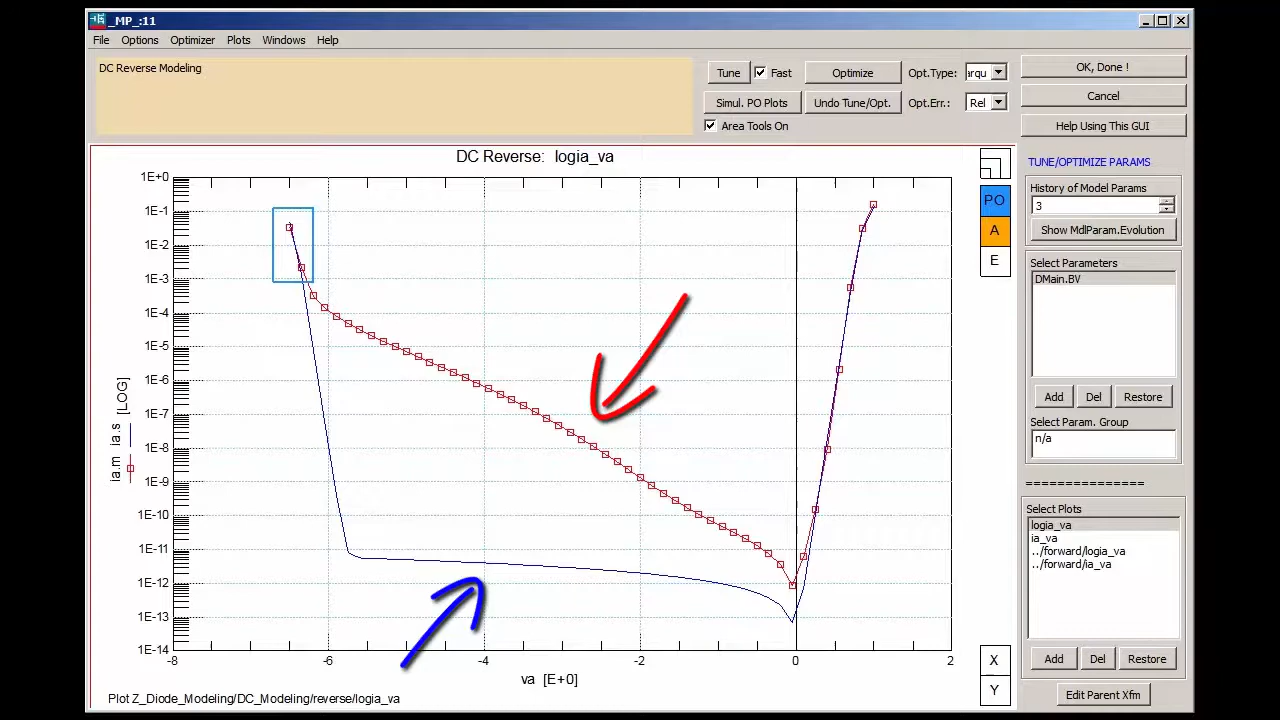 _MP_:11
File Options Optimizer Plots Windows Help
DC Reverse Modeling
Tune Fast Optimize Opt.Type: arqu
Simul. PO Plots Undo Tune/Opt. Opt.Err.: Rel
Area Tools On
OK, Done !
Cancel
Help Using This GUI
DC Reverse: logia_va
1E+0
1E-1
1E-2
1E-3
1E-4
1E-5
1E-6
1E-7
1E-8
1E-9
1E-10
1E-11
1E-12
1E-13
1E-14
ia.m ia.s [LOG]
-8 -6 -4 -2 0 2
va [E+0]
Plot Z_Diode_Modeling/DC_Modeling/reverse/logia_va
PO
A
E
X
Y
TUNE/OPTIMIZE PARAMS
History of Model Params
3
Show MdlParam.Evolution
Select Parameters
DMain.BV
Add Del Restore
Select Param. Group
n/a
===============
Select Plots
logia_va
ia_va
../forward/logia_va
../forward/ia_va
Add Del Restore
Edit Parent Xfm